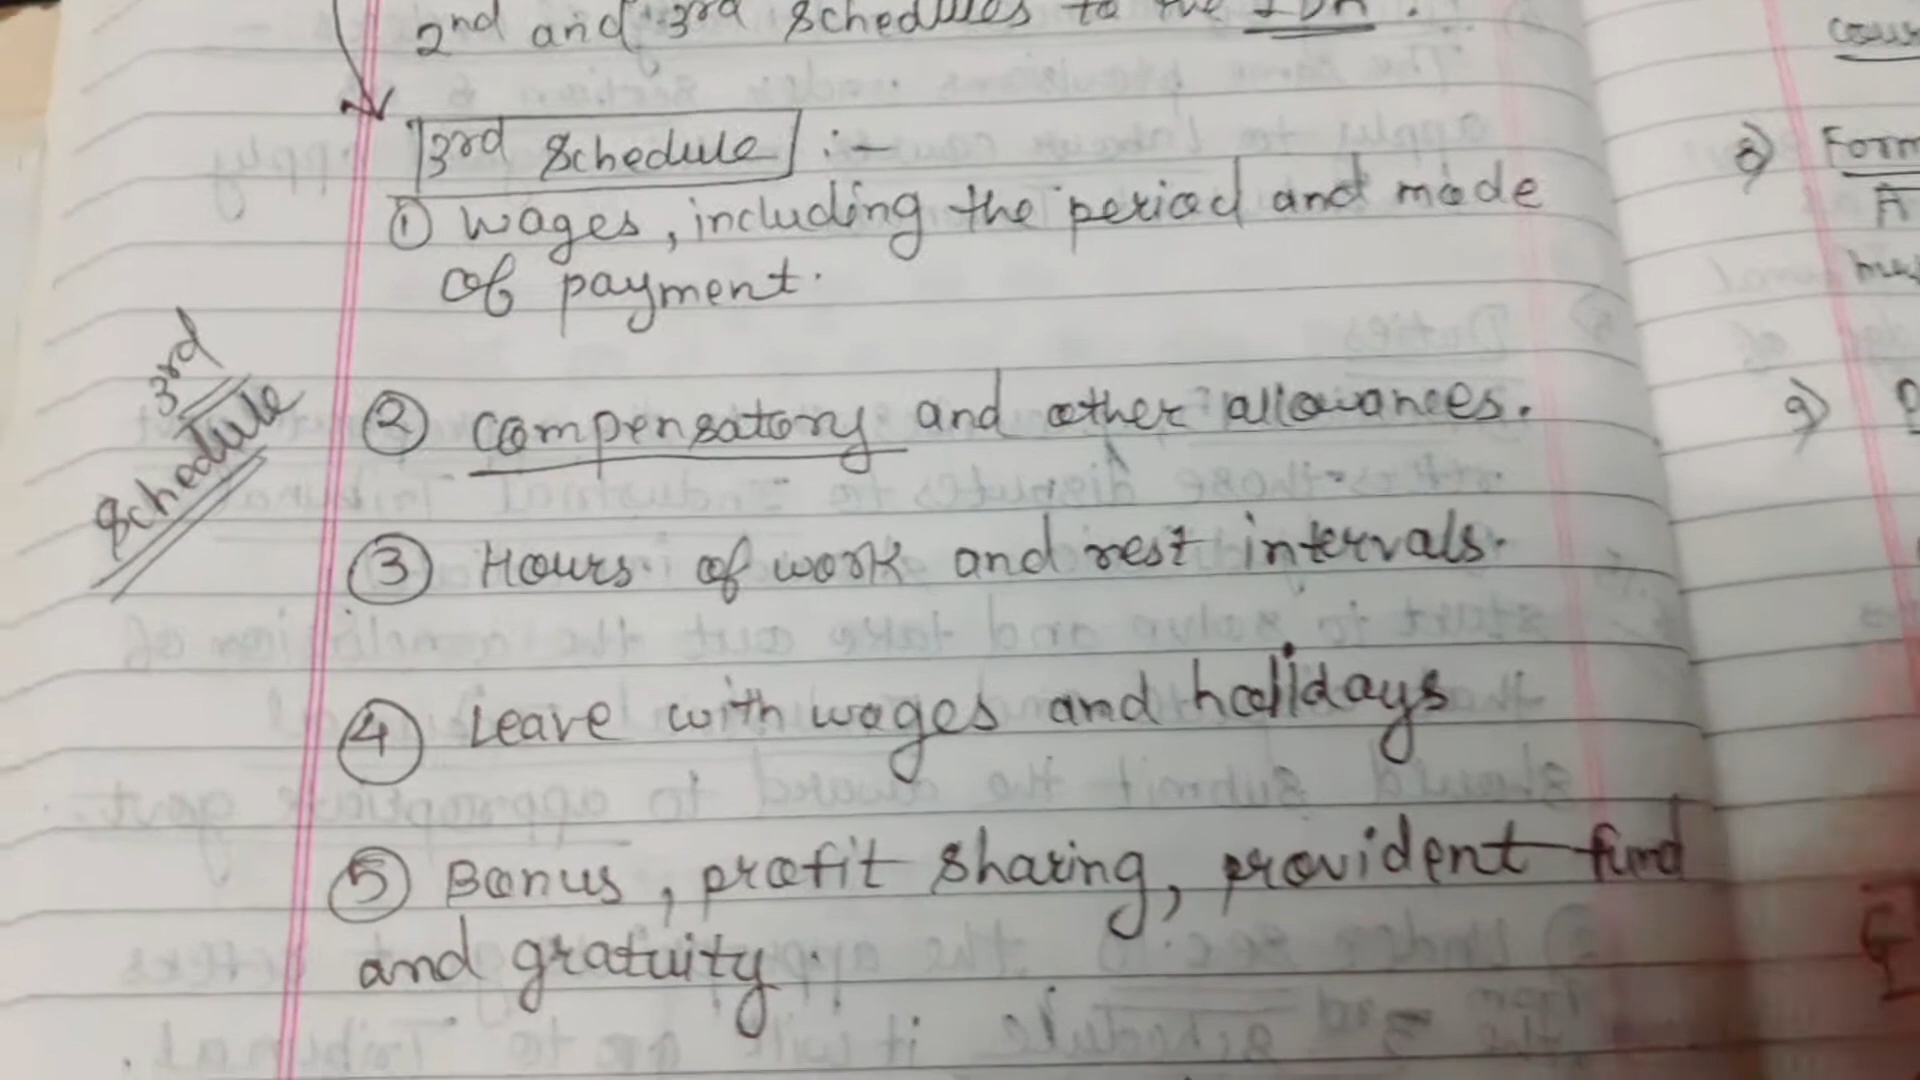 2nd and 3rd Schedules to the IDA.
3rd Schedule :-
① Wages, including the period and mode
of payment.
3rd
Schedule
② Compensatory and other allowances.
③ Hours of work and rest intervals.
④ Leave with wages and holidays
⑤ Bonus, profit sharing, provident fund
and gratuity.
Form